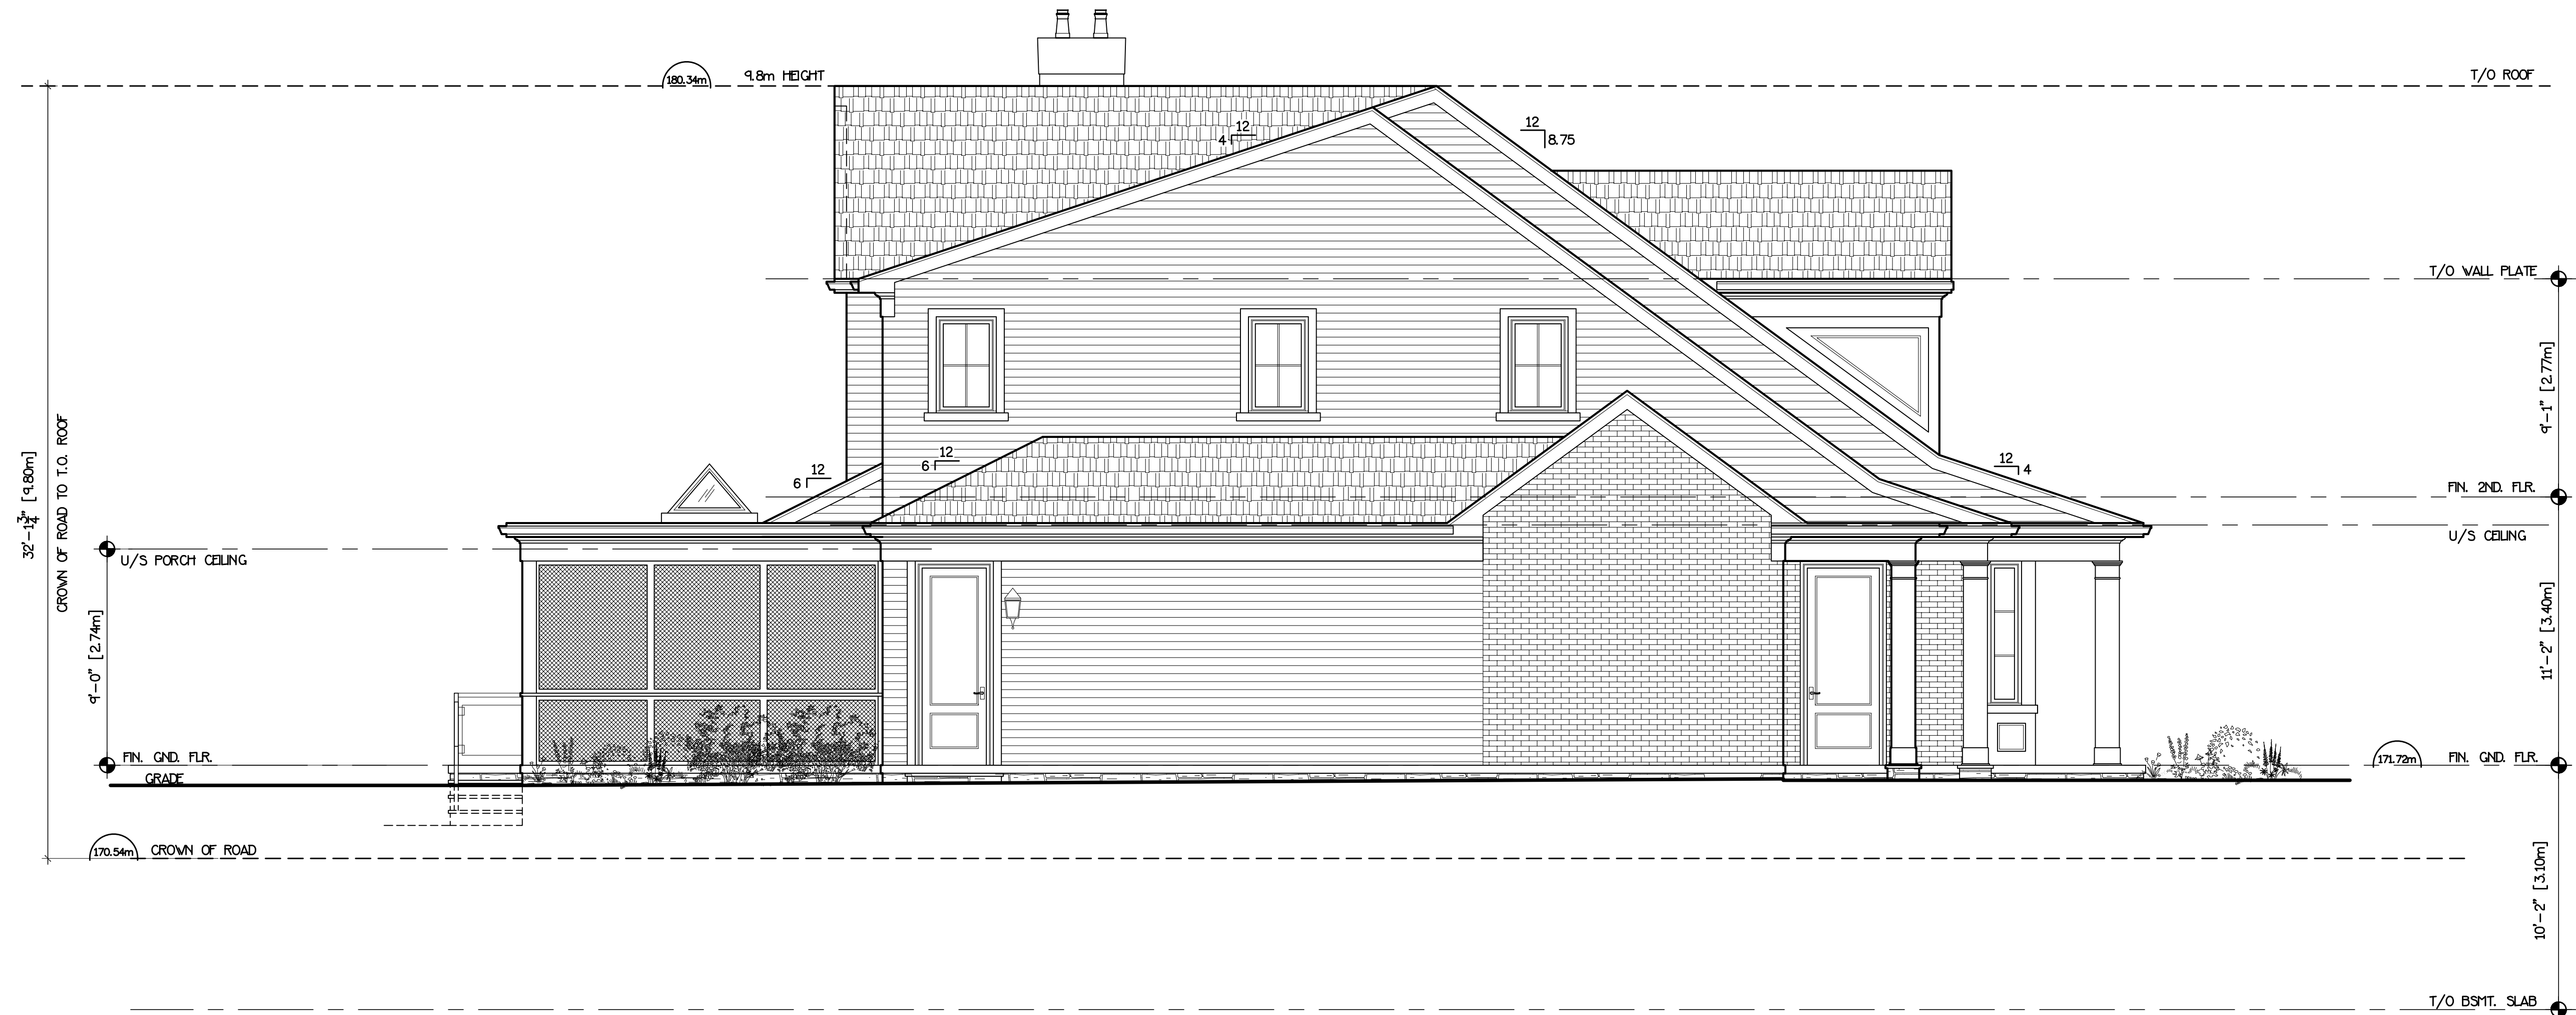 180.34m 9.8m HEIGHT T/O ROOF
12
4
12
8.75
T/O WALL PLATE
9'-1" [2.77m]
32'-1 3/4" [9.80m]
CROWN OF ROAD TO T.O. ROOF
12
6
12
6
12
4
FIN. 2ND. FLR.
U/S CEILING
U/S PORCH CEILING
9'-0" [2.74m]
11'-2" [3.40m]
FIN. GND. FLR.
GRADE
171.72m FIN. GND. FLR.
170.54m CROWN OF ROAD
10'-2" [3.10m]
T/O BSMT. SLAB